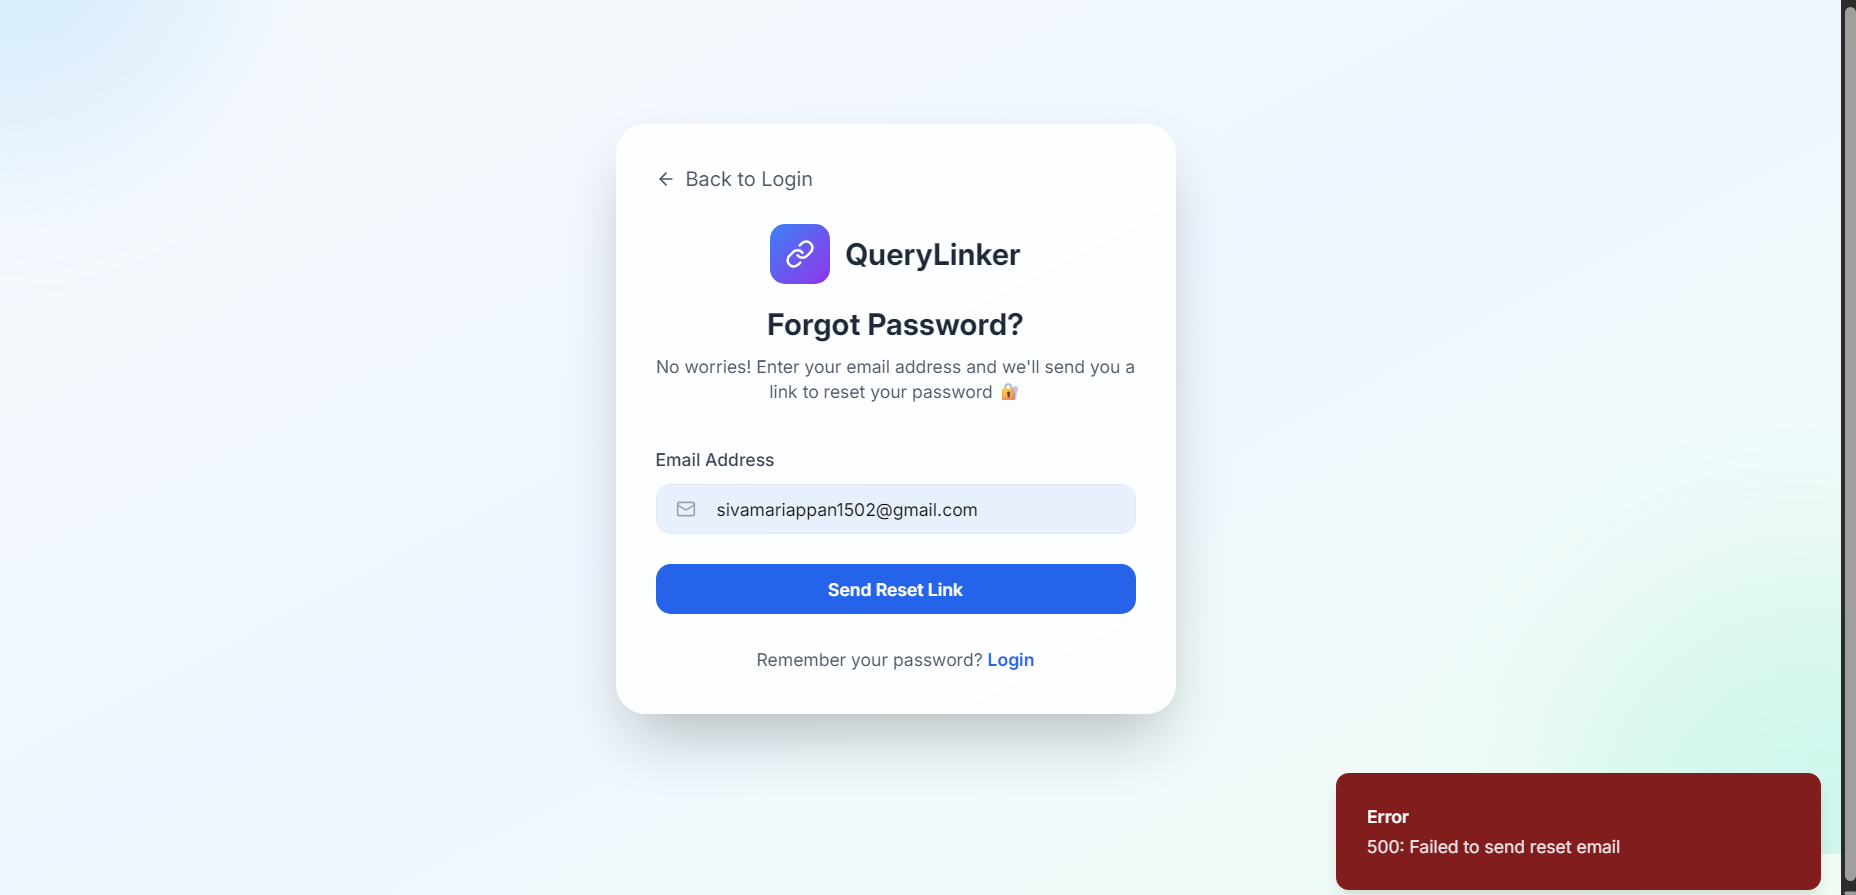 Back to Login
QueryLinker
Forgot Password?
No worries! Enter your email address and we'll send you a
link to reset your password 🔐
Email Address
sivamariappan1502@gmail.com
Send Reset Link
Remember your password? Login
Error
500: Failed to send reset email